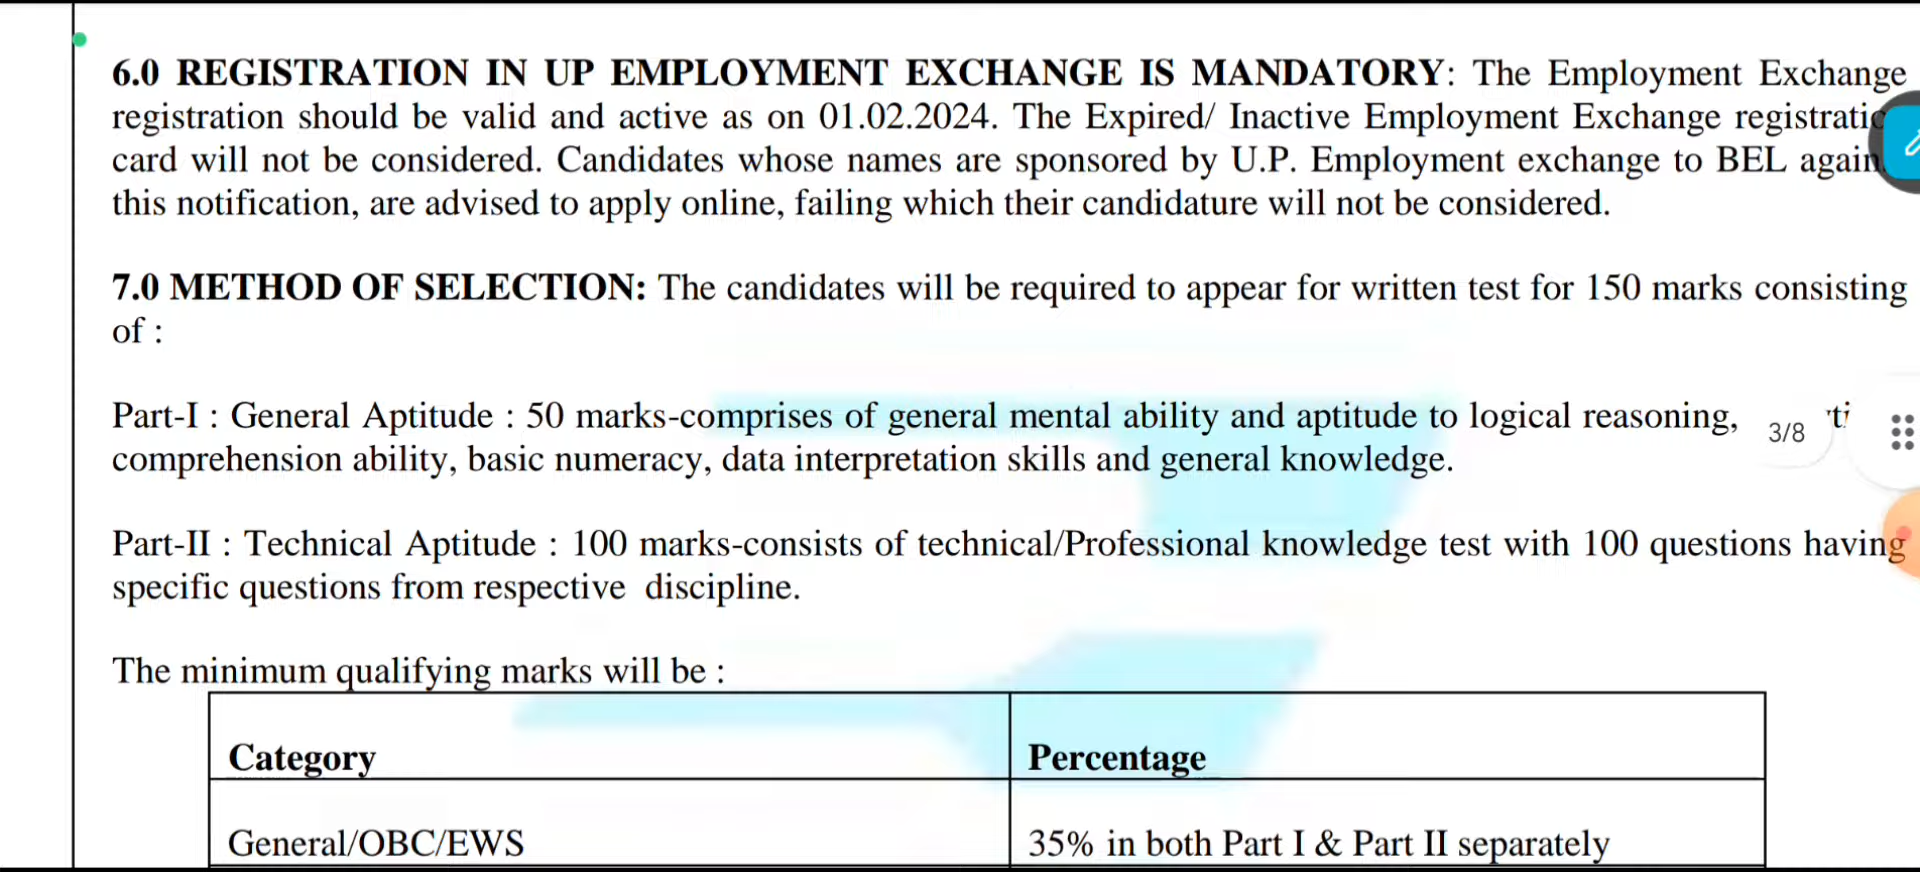 6.0 REGISTRATION IN UP EMPLOYMENT EXCHANGE IS MANDATORY: The Employment Exchange
registration should be valid and active as on 01.02.2024. The Expired/ Inactive Employment Exchange
card will not be considered. Candidates whose names are sponsored by U.P. Employment exchange to BEL
this notification, are advised to apply online, failing which their candidature will not be considered.
7.0 METHOD OF SELECTION: The candidates will be required to appear for written test for 150 marks consisting
of :
Part-I : General Aptitude : 50 marks-comprises of general mental ability and aptitude to logical reasoning,
3/8
comprehension ability, basic numeracy, data interpretation skills and general knowledge.
Part-II : Technical Aptitude : 100 marks-consists of technical/Professional knowledge test with 100 questions having
specific questions from respective discipline.
The minimum qualifying marks will be :
Category Percentage
General/OBC/EWS 35% in both Part I & Part II separately